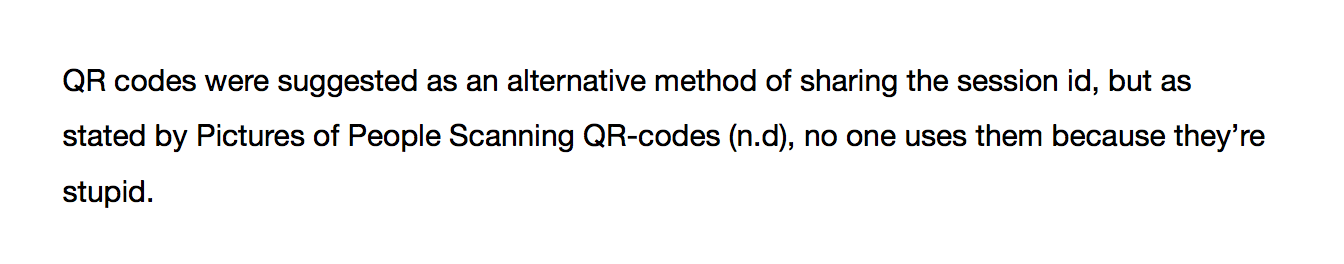 QR codes were suggested as an alternative method of sharing the session id, but as
stated by Pictures of People Scanning QR-codes (n.d), no one uses them because they’re
stupid.